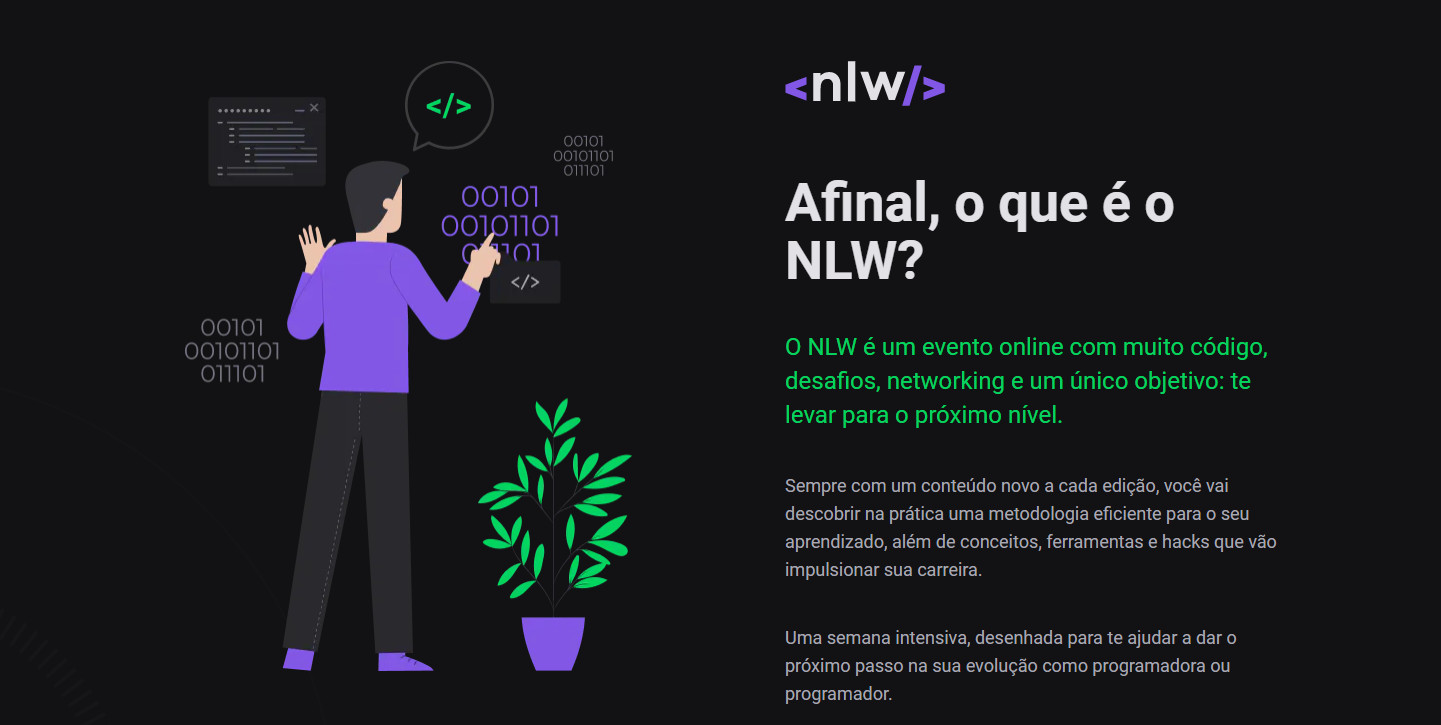 <nlw/>
</>
00101
00101101
011101
00101
00101101
</>
00101
00101101
011101
Afinal, o que é o
NLW?
O NLW é um evento online com muito código,
desafios, networking e um único objetivo: te
levar para o próximo nível.
Sempre com um conteúdo novo a cada edição, você vai
descobrir na prática uma metodologia eficiente para o seu
aprendizado, além de conceitos, ferramentas e hacks que vão
impulsionar sua carreira.
Uma semana intensiva, desenhada para te ajudar a dar o
próximo passo na sua evolução como programadora ou
programador.